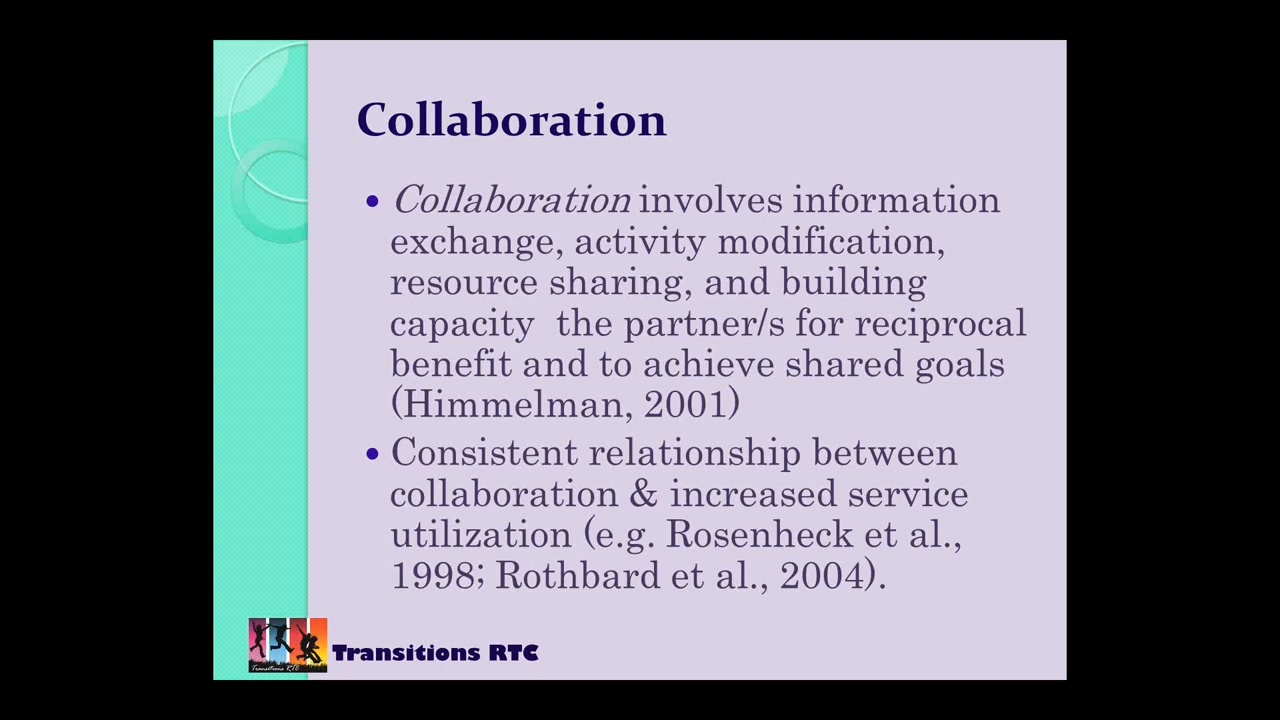 Collaboration
• Collaboration involves information
exchange, activity modification,
resource sharing, and building
capacity  the partner/s for reciprocal
benefit and to achieve shared goals
(Himmelman, 2001)
• Consistent relationship between
collaboration & increased service
utilization (e.g. Rosenheck et al.,
1998; Rothbard et al., 2004).
Transitions RTC
Transitions RTC